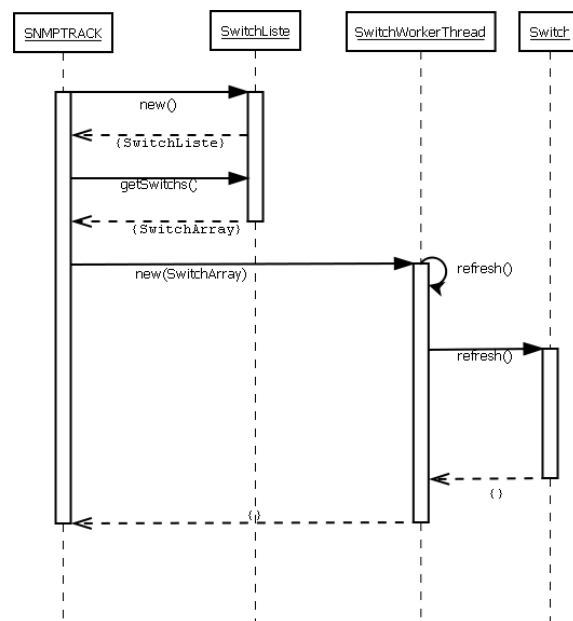 SNMPTRACK
SwitchListe
SwitchWorkerThread
Switch
new()
{SwitchListe}
getSwitchs()
{SwitchArray}
new(SwitchArray)
refresh()
refresh()
{}
{}